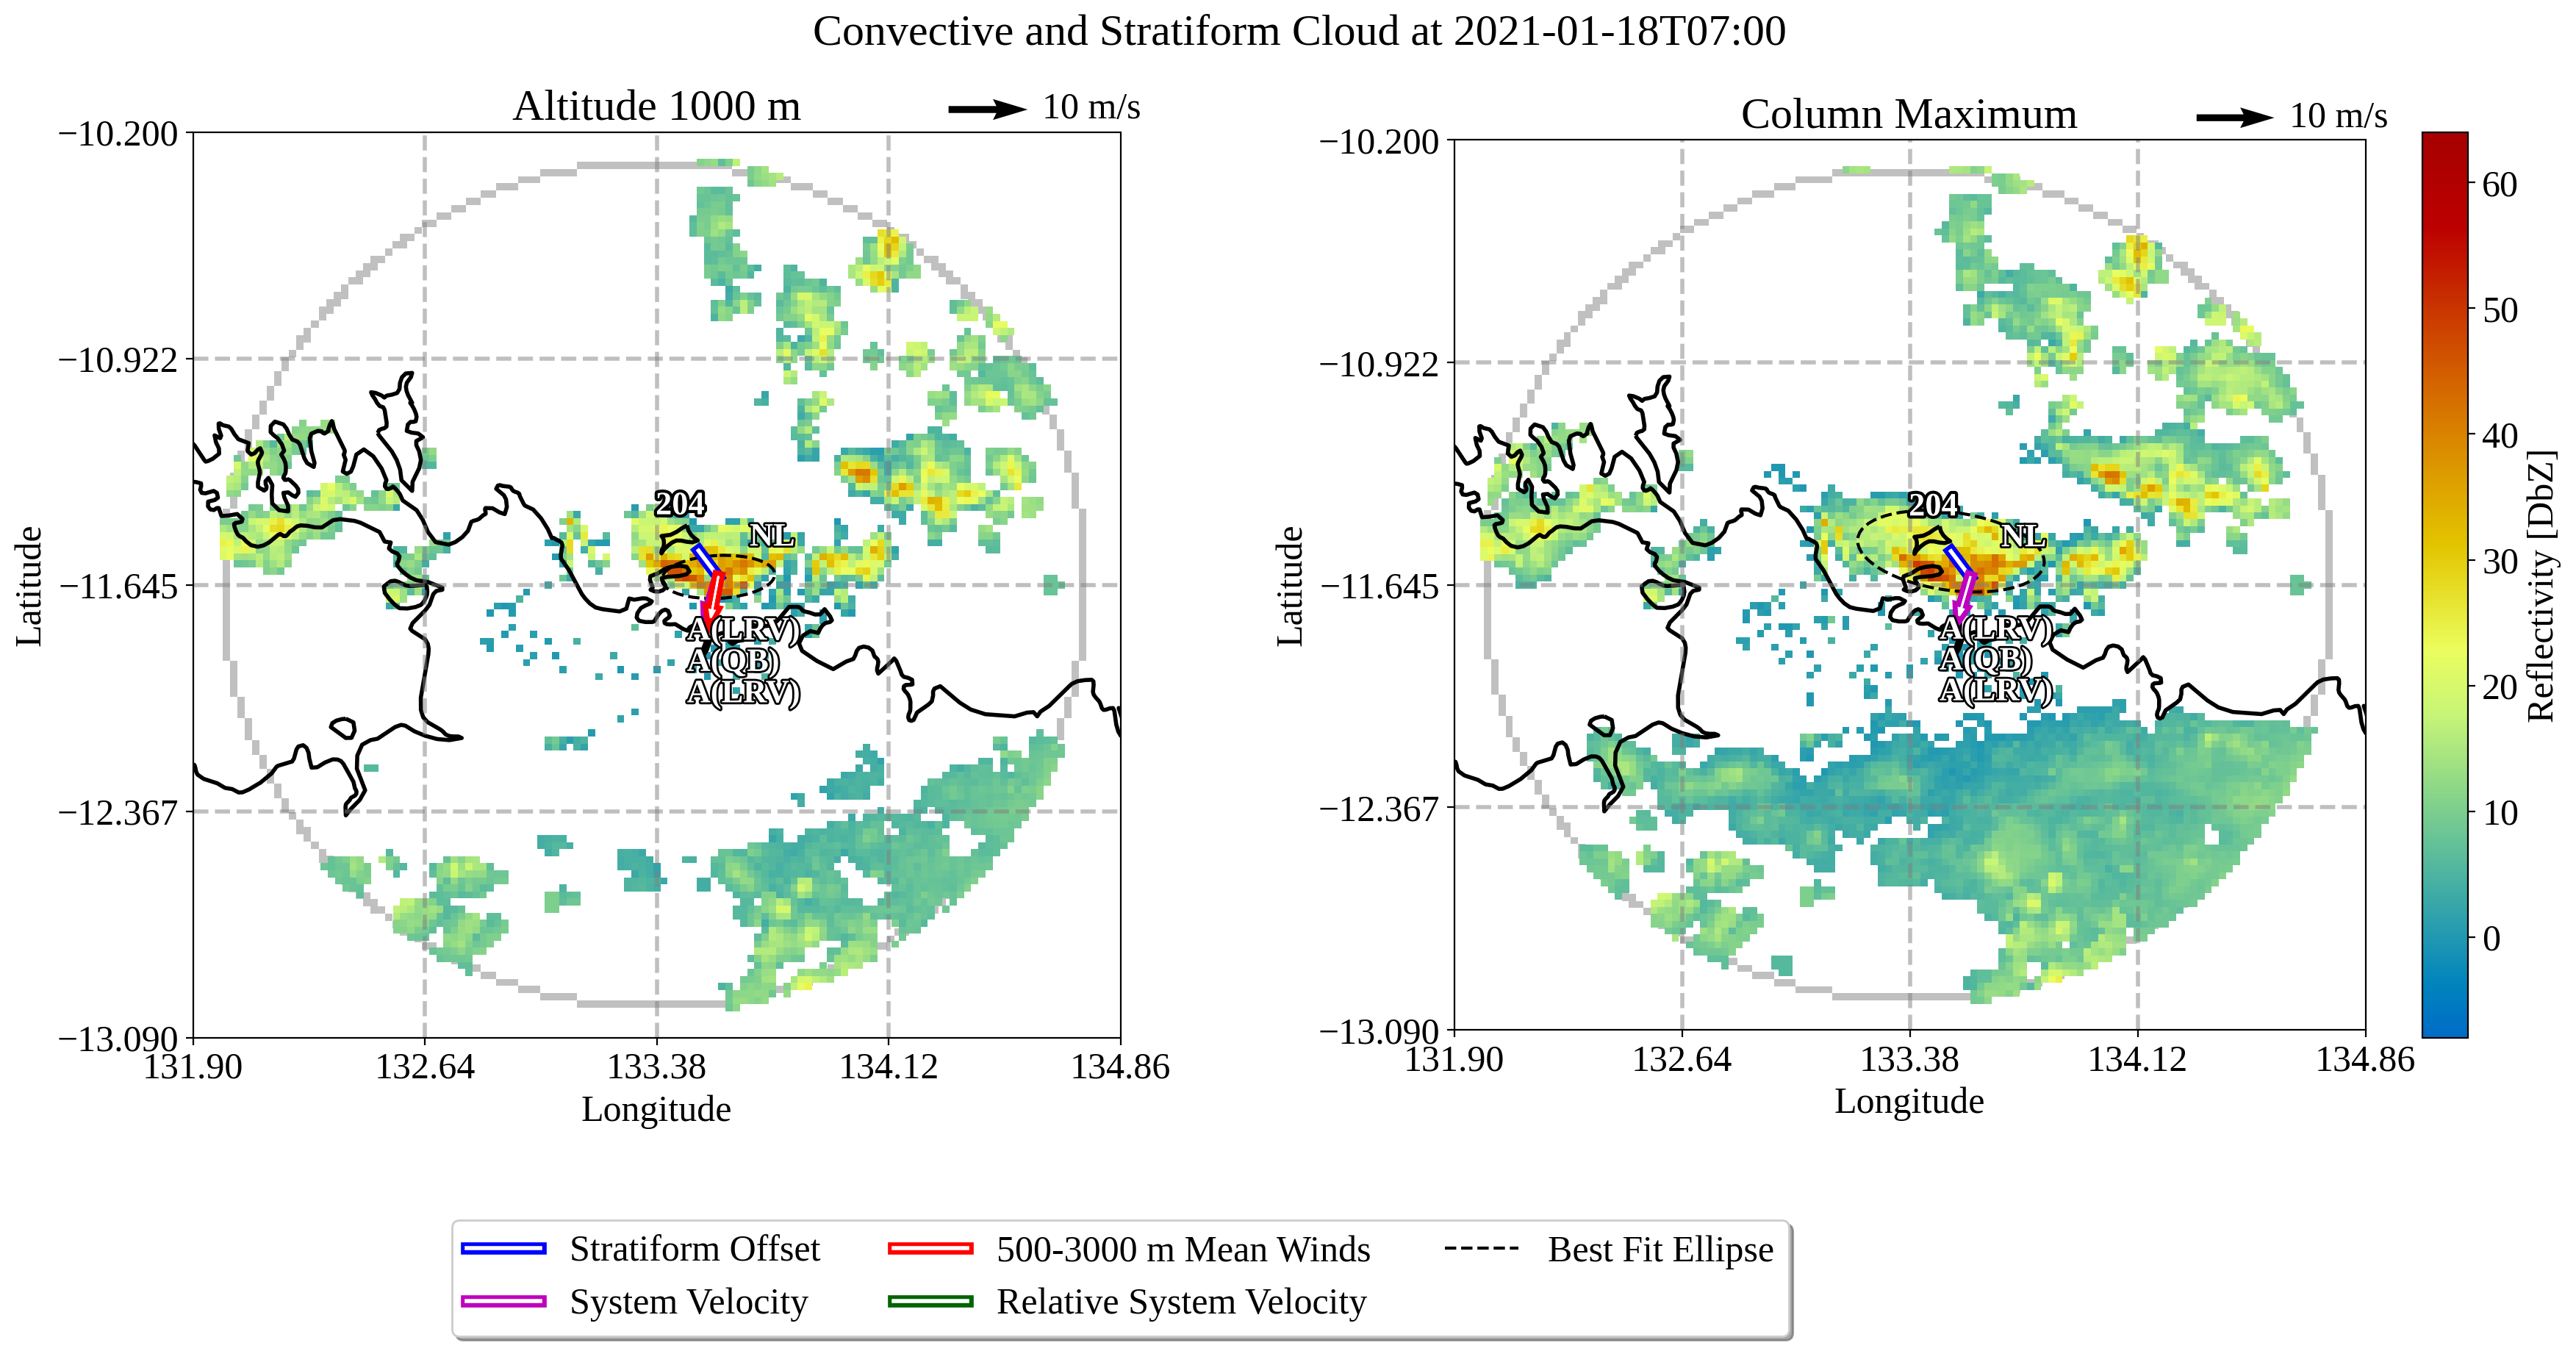 Convective and Stratiform Cloud at 2021-01-18T07:00
Altitude 1000 m
10 m/s
−10.200
−10.922
−11.645
−12.367
−13.090
Latitude
204
NL
A(LRV)
A(QB)
A(LRV)
131.90
132.64
133.38
134.12
134.86
Longitude
Column Maximum
10 m/s
−10.200
−10.922
−11.645
−12.367
−13.090
Latitude
204
NL
A(LRV)
A(QB)
A(LRV)
131.90
132.64
133.38
134.12
134.86
Longitude
60
50
40
30
20
10
0
Reflectivity [DbZ]
Stratiform Offset
500-3000 m Mean Winds
Best Fit Ellipse
System Velocity
Relative System Velocity